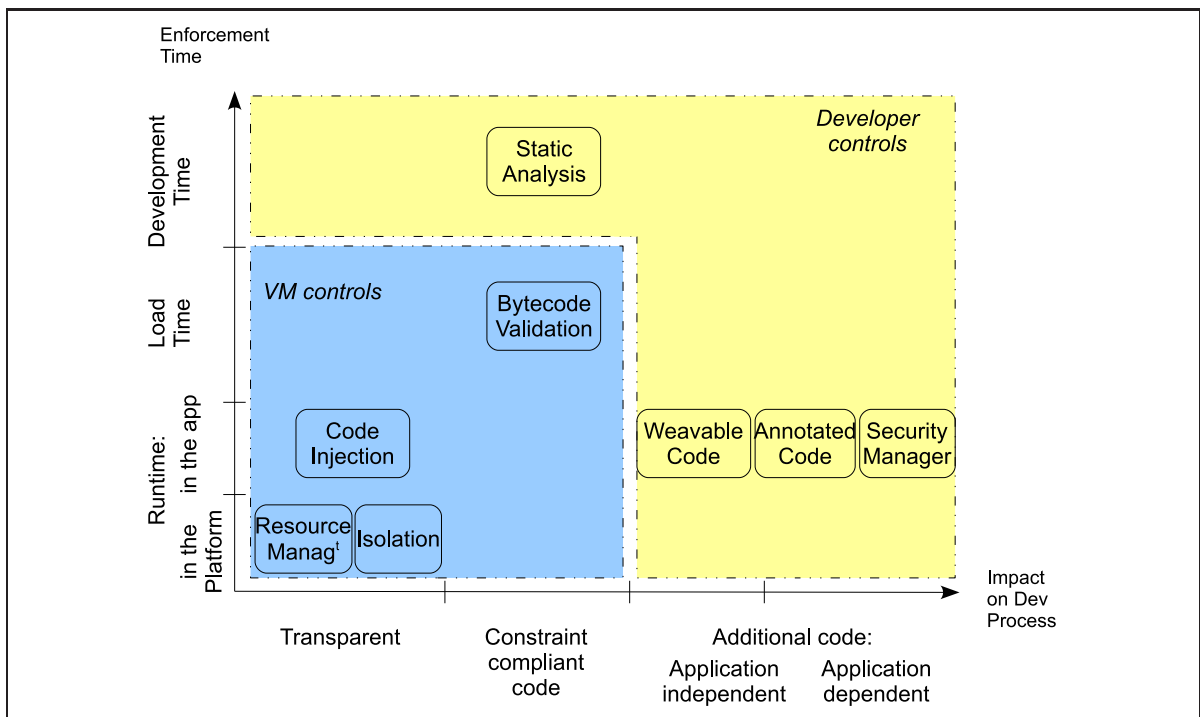 Enforcement
Time
Development
Time
Load
Time
Runtime:
in the app
in the
Platform
Developer
controls
Static
Analysis
VM controls
Bytecode
Validation
Code
Injection
Weavable
Code
Annotated
Code
Security
Manager
Resource
Managᵗ
Isolation
Impact
on Dev
Process
Transparent
Constraint
compliant
code
Additional code:
Application
independent
Application
dependent